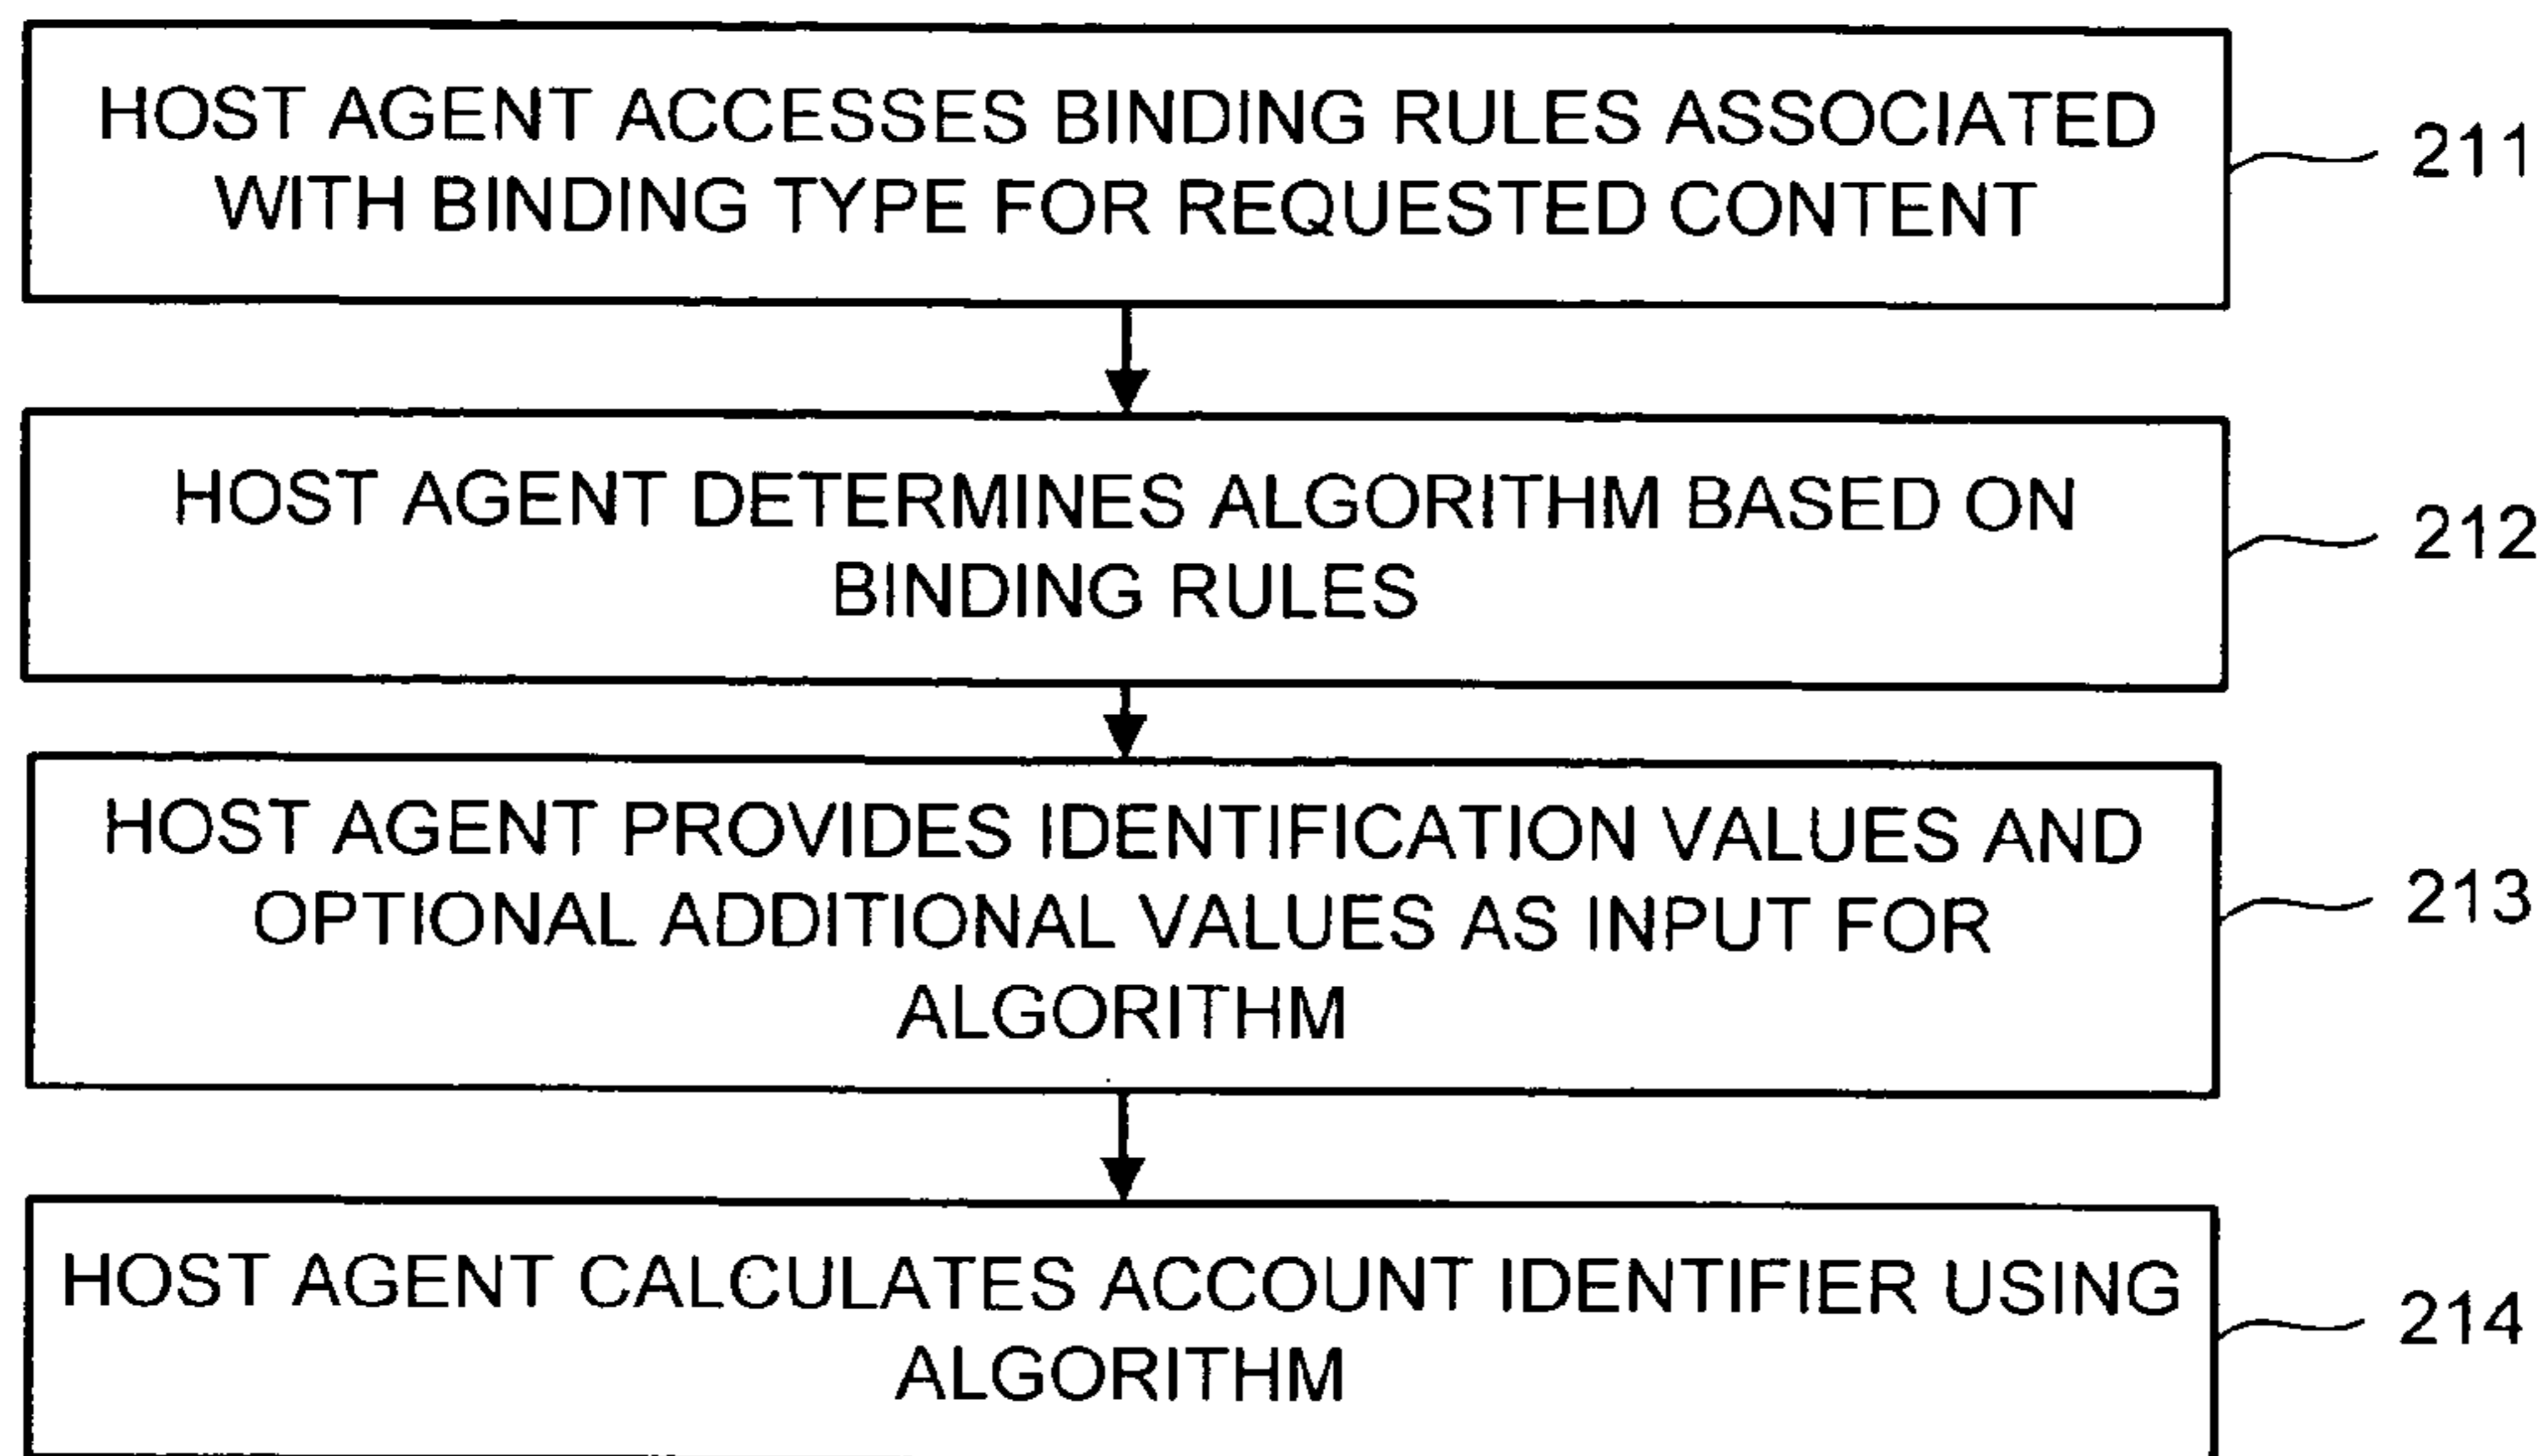 HOST AGENT ACCESSES BINDING RULES ASSOCIATED
WITH BINDING TYPE FOR REQUESTED CONTENT
211
HOST AGENT DETERMINES ALGORITHM BASED ON
BINDING RULES
212
HOST AGENT PROVIDES IDENTIFICATION VALUES AND
OPTIONAL ADDITIONAL VALUES AS INPUT FOR
ALGORITHM
213
HOST AGENT CALCULATES ACCOUNT IDENTIFIER USING
ALGORITHM
214